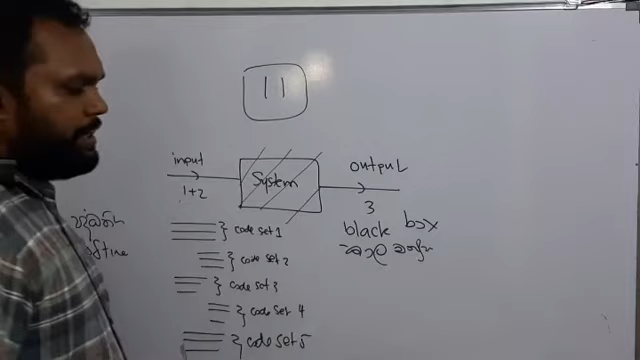 11
input
System
output
1+2
3
black box
code set 1
code set 2
code set 3
code set 4
code set 5